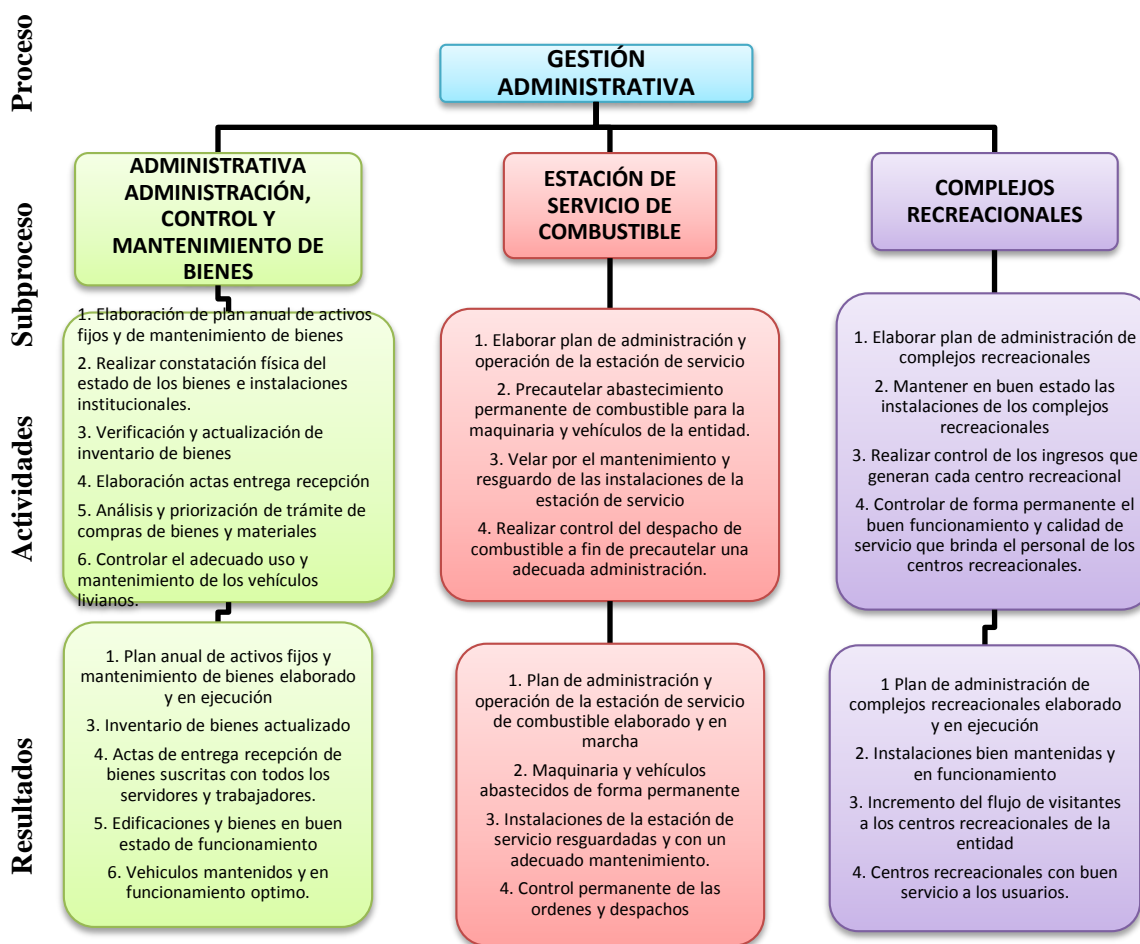 Proceso
GESTIÓN
ADMINISTRATIVA
Subproceso
ADMINISTRATIVA
ADMINISTRACIÓN,
CONTROL Y
MANTENIMIENTO DE
BIENES
ESTACIÓN DE
SERVICIO DE
COMBUSTIBLE
COMPLEJOS
RECREACIONALES
Actividades
1. Elaboración de plan anual de activos
fijos y de mantenimiento de bienes
2. Realizar constatación física del
estado de los bienes e instalaciones
institucionales.
3. Verificación y actualización de
inventario de bienes
4. Elaboración actas entrega recepción
5. Análisis y priorización de trámite de
compras de bienes y materiales
6. Controlar el adecuado uso y
mantenimiento de los vehículos
livianos.
1. Elaborar plan de administración y
operación de la estación de servicio
2. Precautelar abastecimiento
permanente de combustible para la
maquinaria y vehículos de la entidad.
3. Velar por el mantenimiento y
resguardo de las instalaciones de la
estación de servicio
4. Realizar control del despacho de
combustible a fin de precautelar una
adecuada administración.
1. Elaborar plan de administración de
complejos recreacionales
2. Mantener en buen estado las
instalaciones de los complejos
recreacionales
3. Realizar control de los ingresos que
generan cada centro recreacional
4. Controlar de forma permanente el
buen funcionamiento y calidad de
servicio que brinda el personal de los
centros recreacionales.
Resultados
1. Plan anual de activos fijos y
mantenimiento de bienes elaborado
y en ejecución
3. Inventario de bienes actualizado
4. Actas de entrega recepción de
bienes suscritas con todos los
servidores y trabajadores.
5. Edificaciones y bienes en buen
estado de funcionamiento
6. Vehiculos mantenidos y en
funcionamiento optimo.
1. Plan de administración y
operación de la estación de servicio
de combustible elaborado y en
marcha
2. Maquinaria y vehículos
abastecidos de forma permanente
3. Instalaciones de la estación de
servicio resguardadas y con un
adecuado mantenimiento.
4. Control permanente de las
ordenes y despachos
1 Plan de administración de
complejos recreacionales elaborado
y en ejecución
2. Instalaciones bien mantenidas y
en funcionamiento
3. Incremento del flujo de visitantes
a los centros recreacionales de la
entidad
4. Centros recreacionales con buen
servicio a los usuarios.